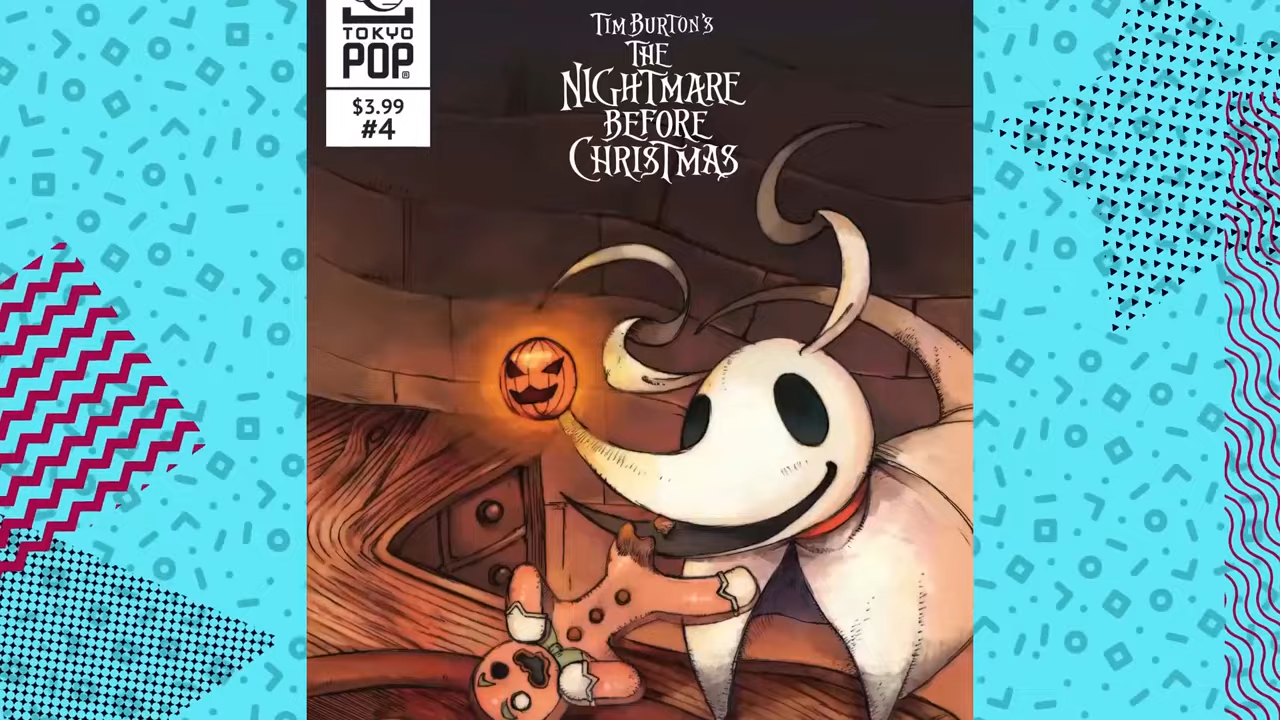 TOKYO
POP®
$3.99
#4
TIM BURTON'S
THE
NIGHTMARE
BEFORE
CHRISTMAS